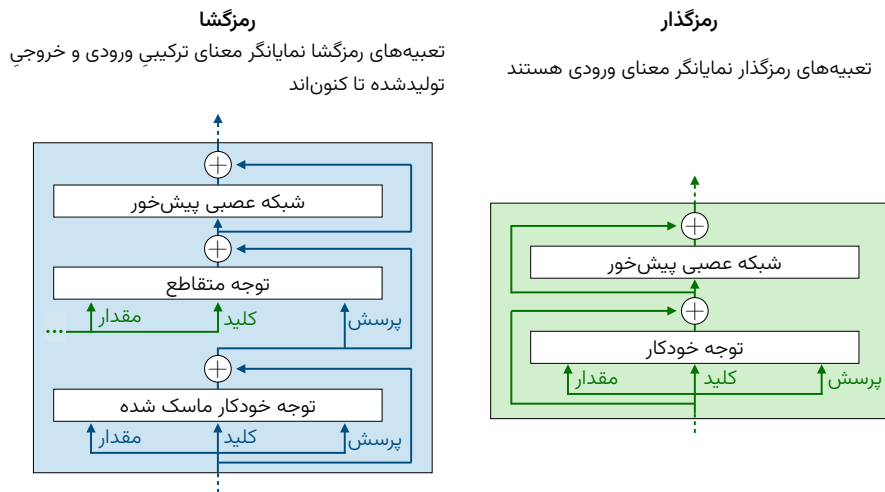 رمزگذار
تعبیه‌های رمزگذار نمایانگر معنای ورودی هستند
شبکه عصبی پیش‌خور
توجه خودکار
پرسش
کلید
مقدار
رمزگشا
تعبیه‌های رمزگشا نمایانگر معنای ترکیبیِ ورودی و خروجیِ
تولیدشده تا کنون‌اند
شبکه عصبی پیش‌خور
توجه متقاطع
پرسش
کلید
مقدار
...
توجه خودکار ماسک شده
پرسش
کلید
مقدار